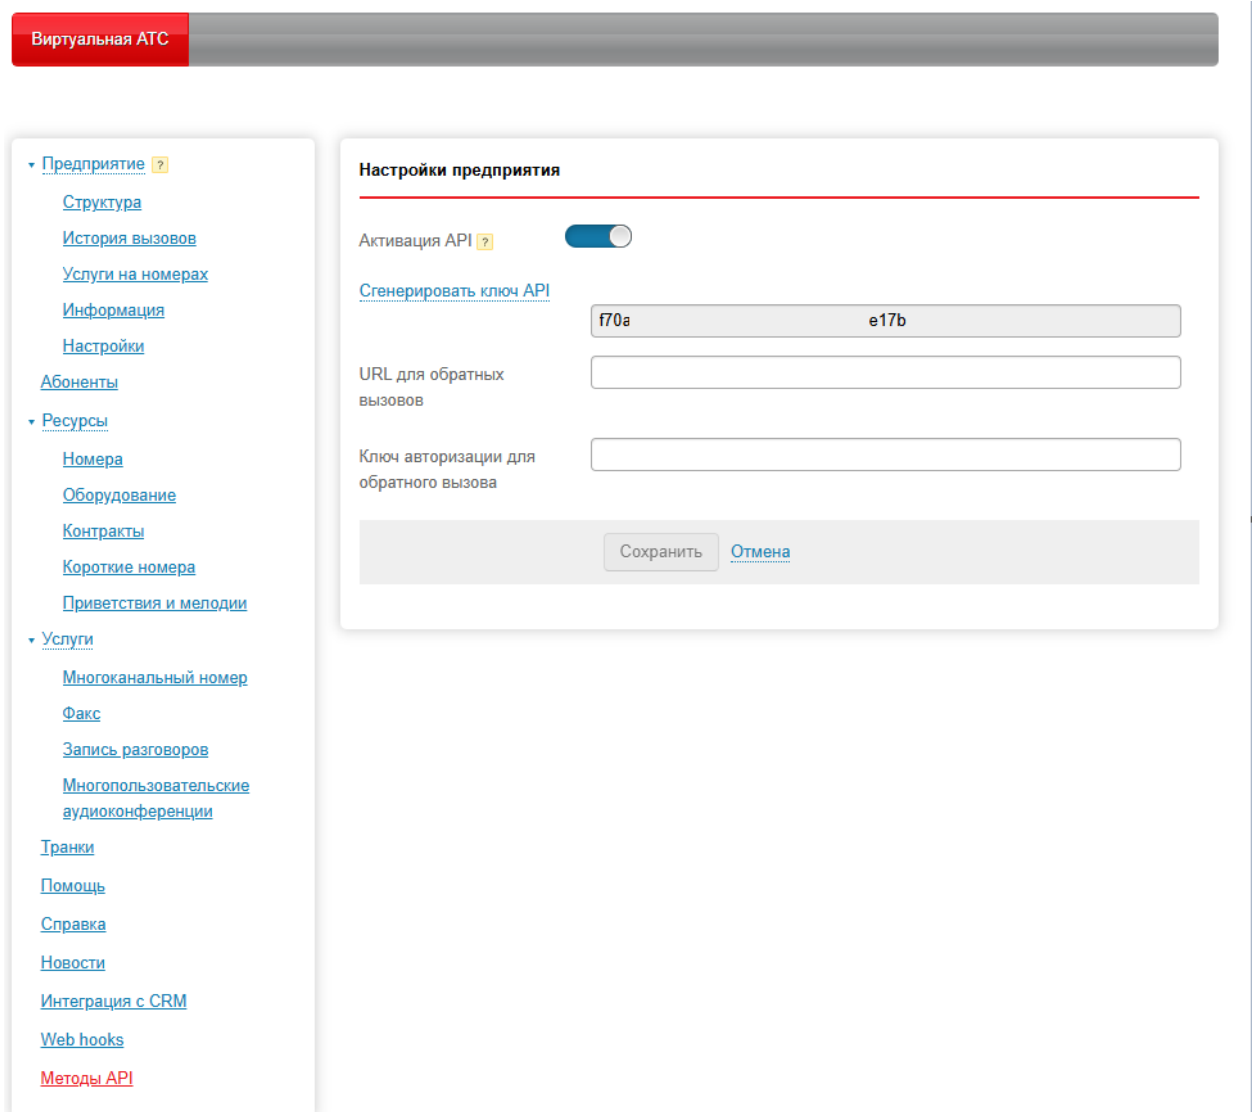 Виртуальная АТС
Предприятие ?
Структура
История вызовов
Услуги на номерах
Информация
Настройки
Абоненты
Ресурсы
Номера
Оборудование
Контракты
Короткие номера
Приветствия и мелодии
Услуги
Многоканальный номер
Факс
Запись разговоров
Многопользовательские
аудиоконференции
Транки
Помощь
Справка
Новости
Интеграция с CRM
Web hooks
Методы API
Настройки предприятия
Активация API ?
Сгенерировать ключ API
f70a e17b
URL для обратных
вызовов
Ключ авторизации для
обратного вызова
Сохранить Отмена